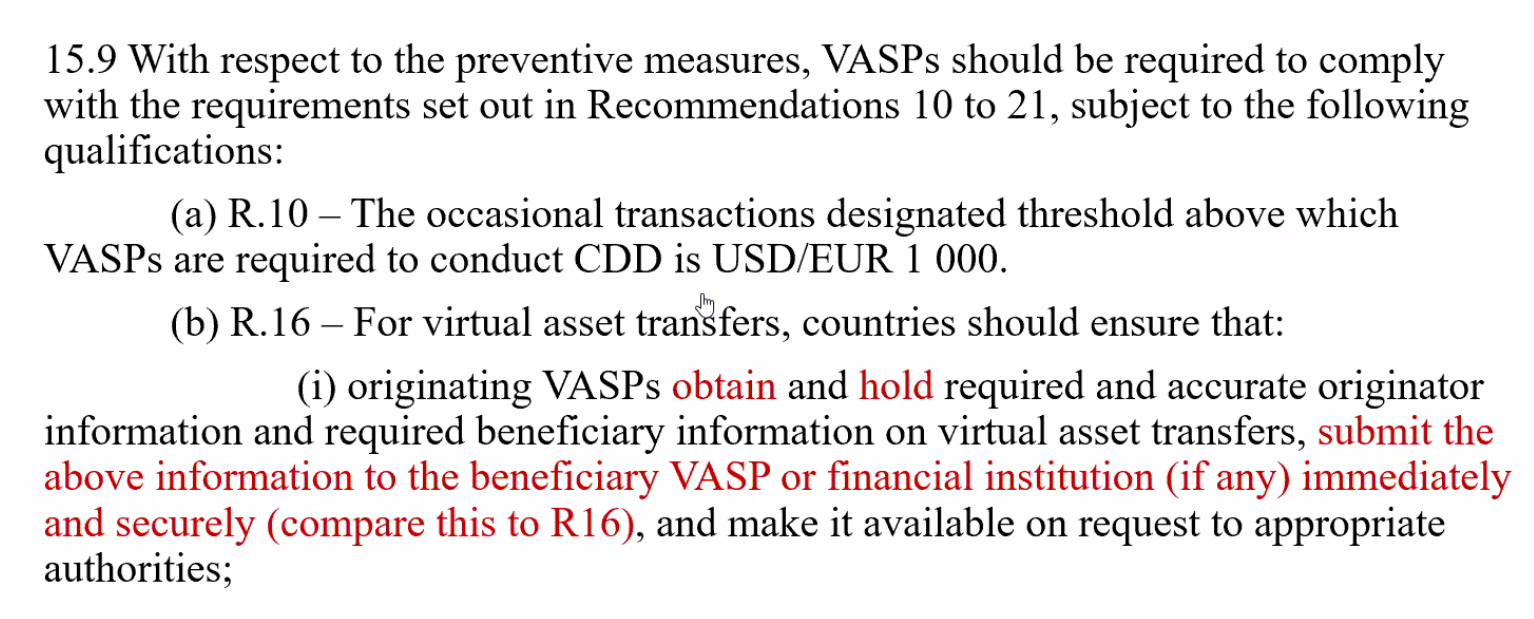 15.9 With respect to the preventive measures, VASPs should be required to comply
with the requirements set out in Recommendations 10 to 21, subject to the following
qualifications:
(a) R.10 – The occasional transactions designated threshold above which
VASPs are required to conduct CDD is USD/EUR 1 000.
(b) R.16 – For virtual asset transfers, countries should ensure that:
(i) originating VASPs obtain and hold required and accurate originator
information and required beneficiary information on virtual asset transfers, submit the
above information to the beneficiary VASP or financial institution (if any) immediately
and securely (compare this to R16), and make it available on request to appropriate
authorities;